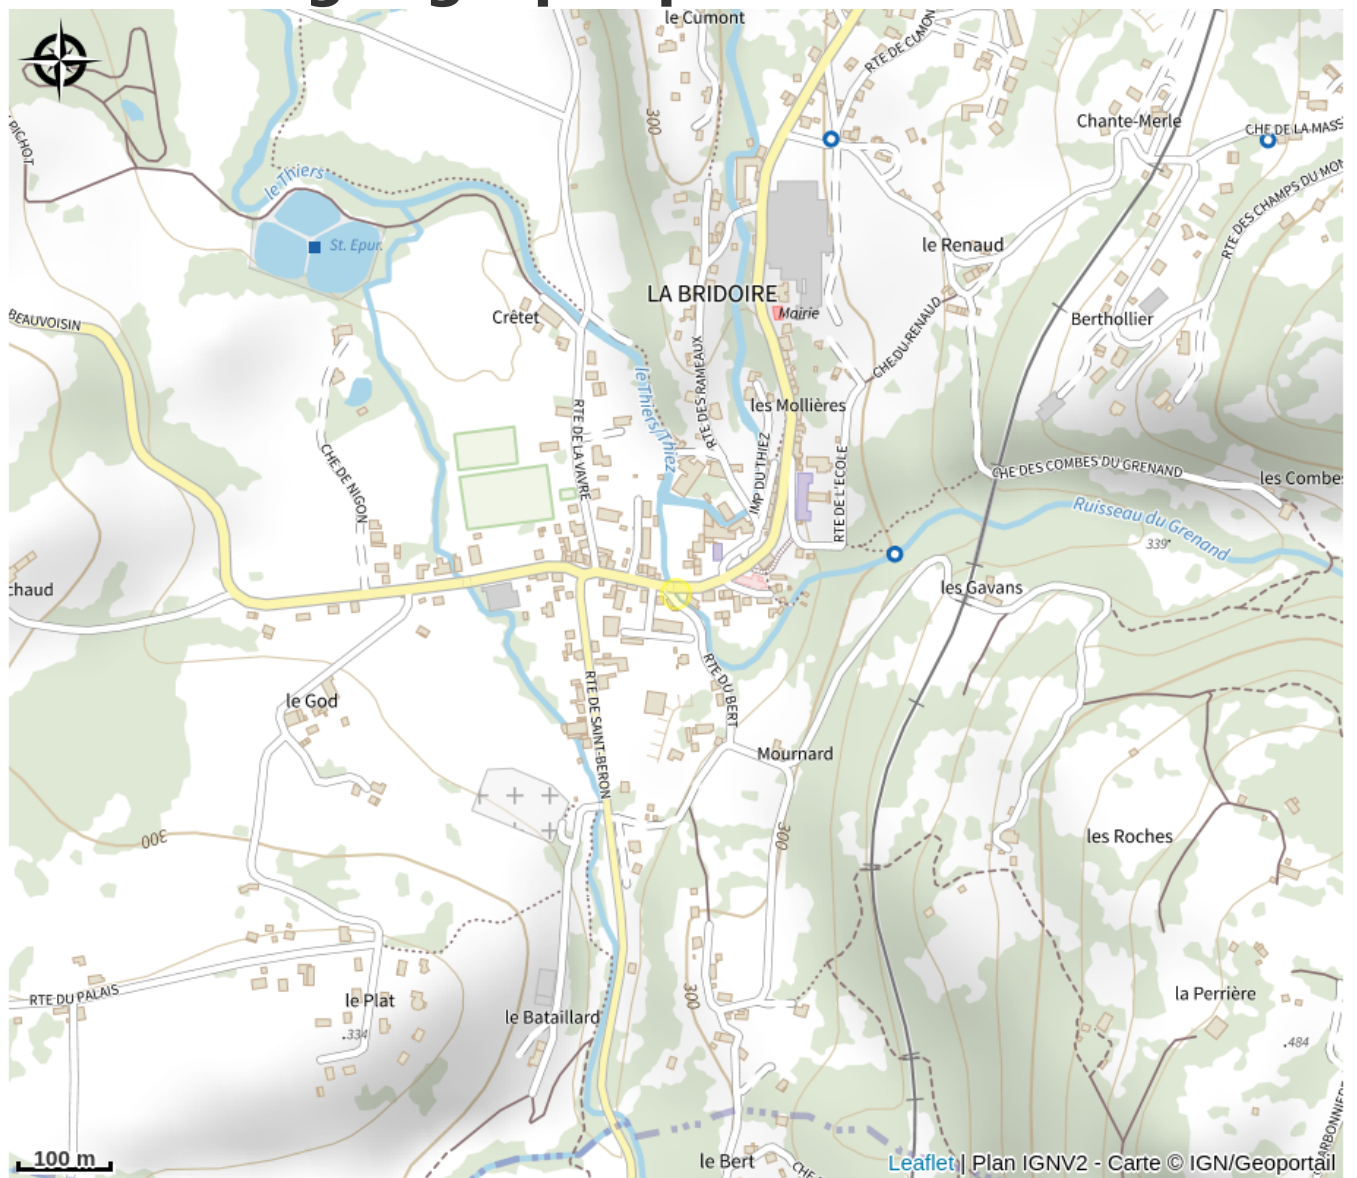 le Cumont
RTE DE CUMON
Chante-Merle
CHE DE LA MASS
PICHOT
le Thiers
RTE DES CHAMPS DU MON
St. Epur.
le Renaud
300
LA BRIDOIRE
Mairie
BEAUVOISIN
Crêtet
Berthollier
CHE DU RENAUD
RTE DES RAMEAUX
le Thiers/Thiez
les Mollières
RTE DE LA VAVRE
CHE DE NIGON
IMP DU THIEZ
RTE DE L'ECOLE
CHE DES COMBES DU GRENAND
les Combe
Ruisseau du Grenand
339
chaud
les Gavans
le God
RTE DE SAINT-BERON
RTE DU BERT
Mournard
300
300
les Roches
RTE DU PALAIS
le Plat
334
le Bataillard
300
la Perrière
484
ARBONNIERE
le Bert
CHE
100 m
Leaflet | Plan IGNV2 - Carte © IGN/Geoportail